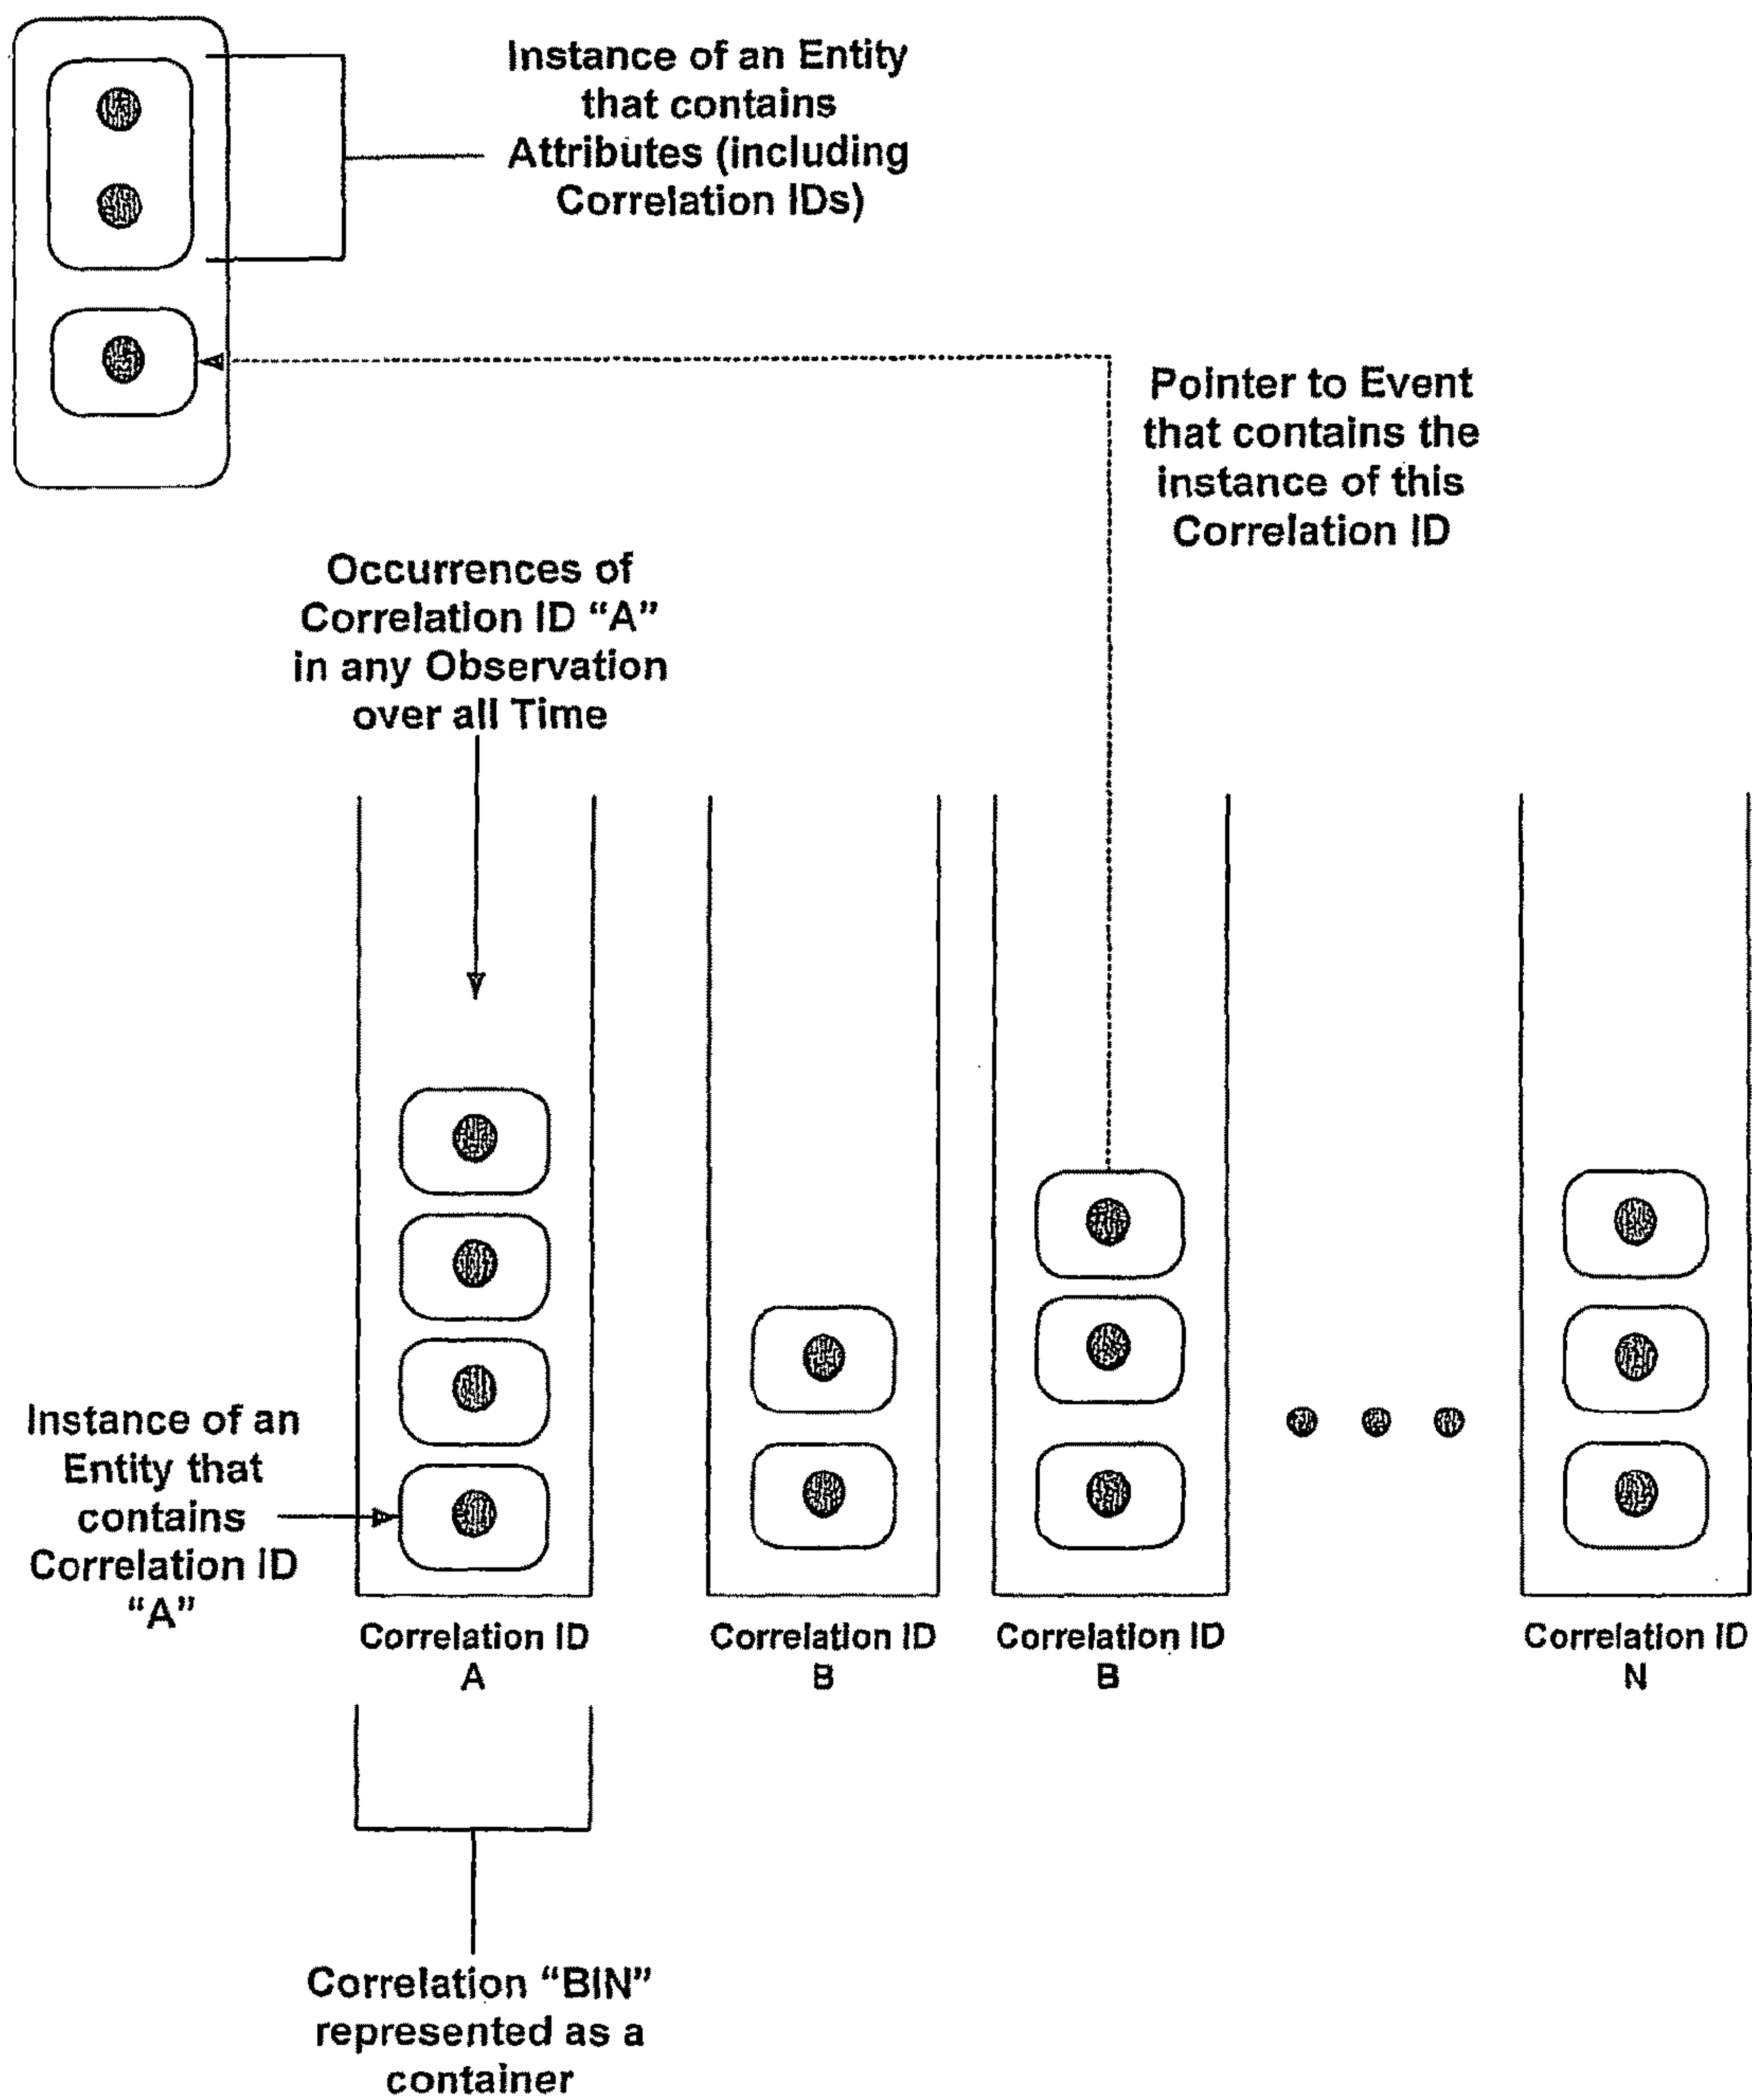 Instance of an Entity
that contains
Attributes (including
Correlation IDs)
Pointer to Event
that contains the
instance of this
Correlation ID
Occurrences of
Correlation ID “A”
in any Observation
over all Time
Instance of an
Entity that
contains
Correlation ID
“A”
Correlation ID
A
Correlation ID
B
Correlation ID
B
Correlation ID
N
Correlation “BIN”
represented as a
container